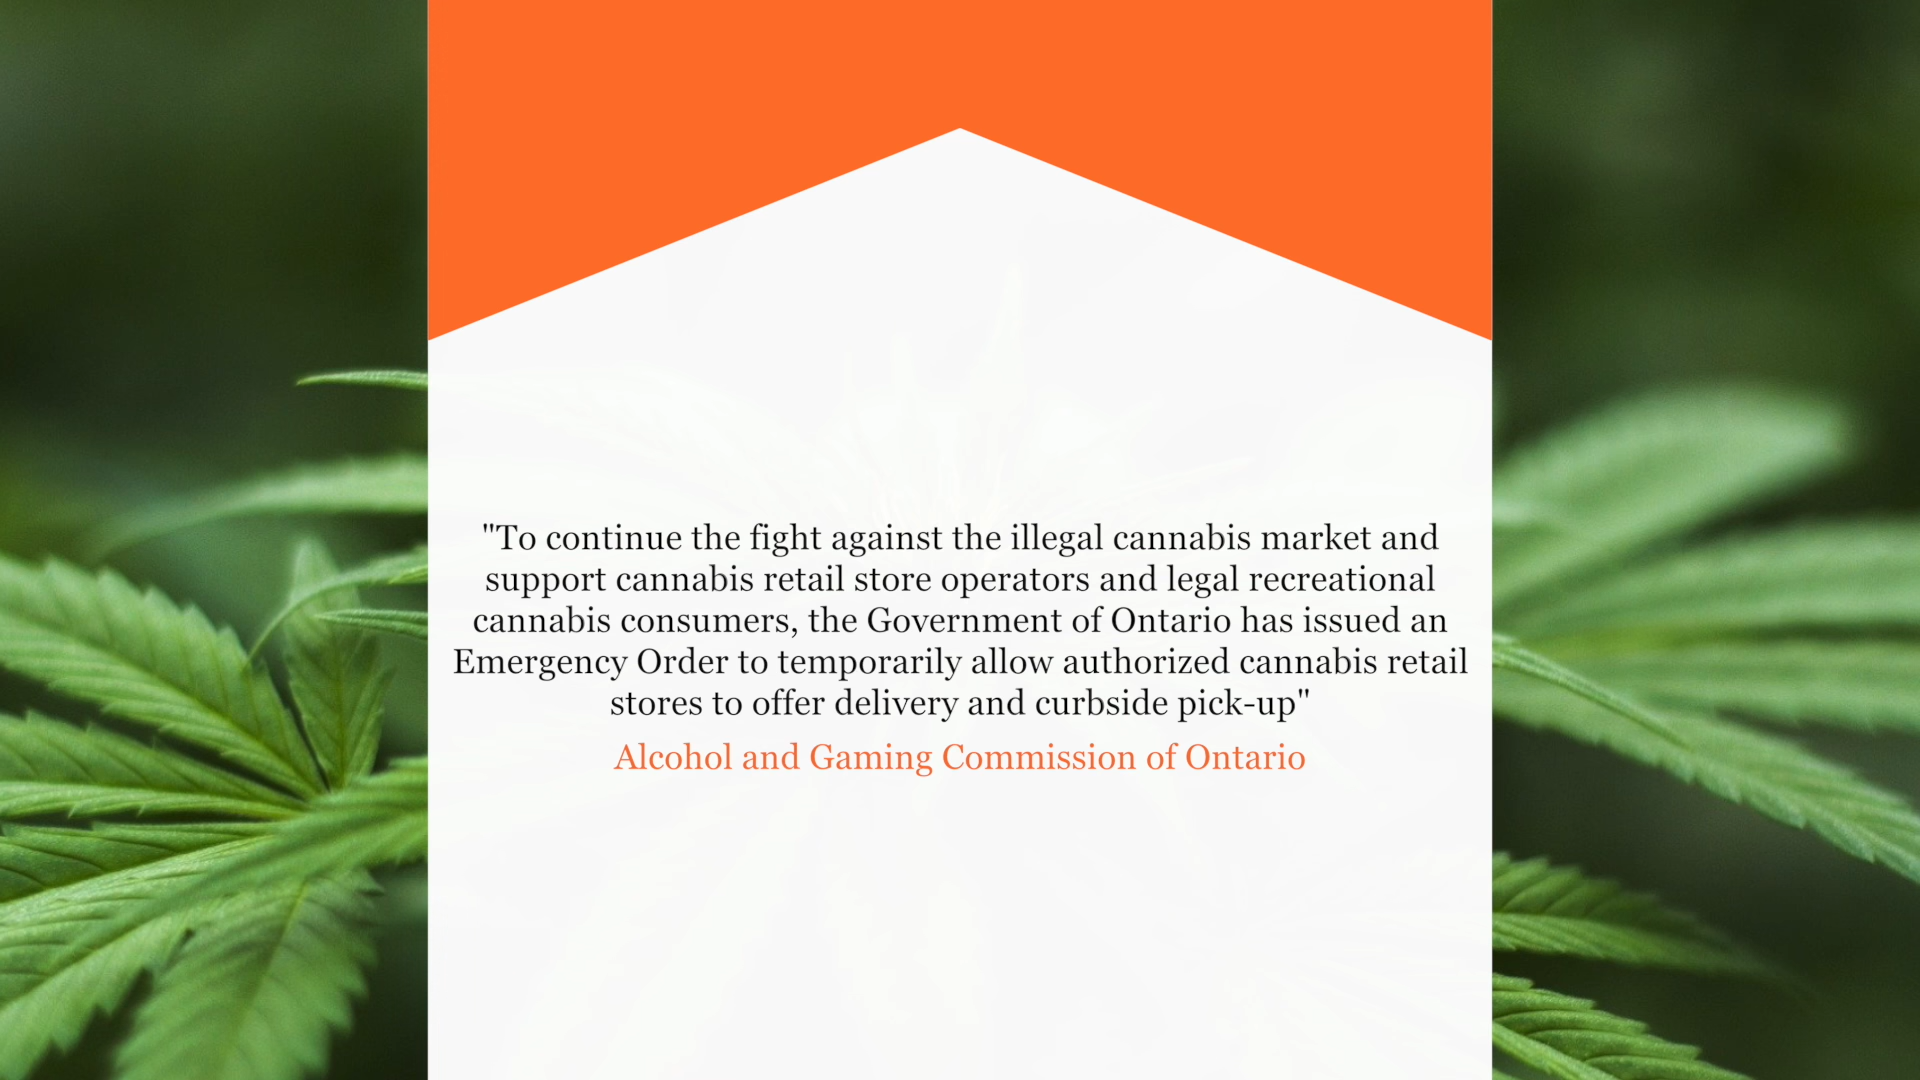 "To continue the fight against the illegal cannabis market and
support cannabis retail store operators and legal recreational
cannabis consumers, the Government of Ontario has issued an
Emergency Order to temporarily allow authorized cannabis retail
stores to offer delivery and curbside pick-up"
Alcohol and Gaming Commission of Ontario